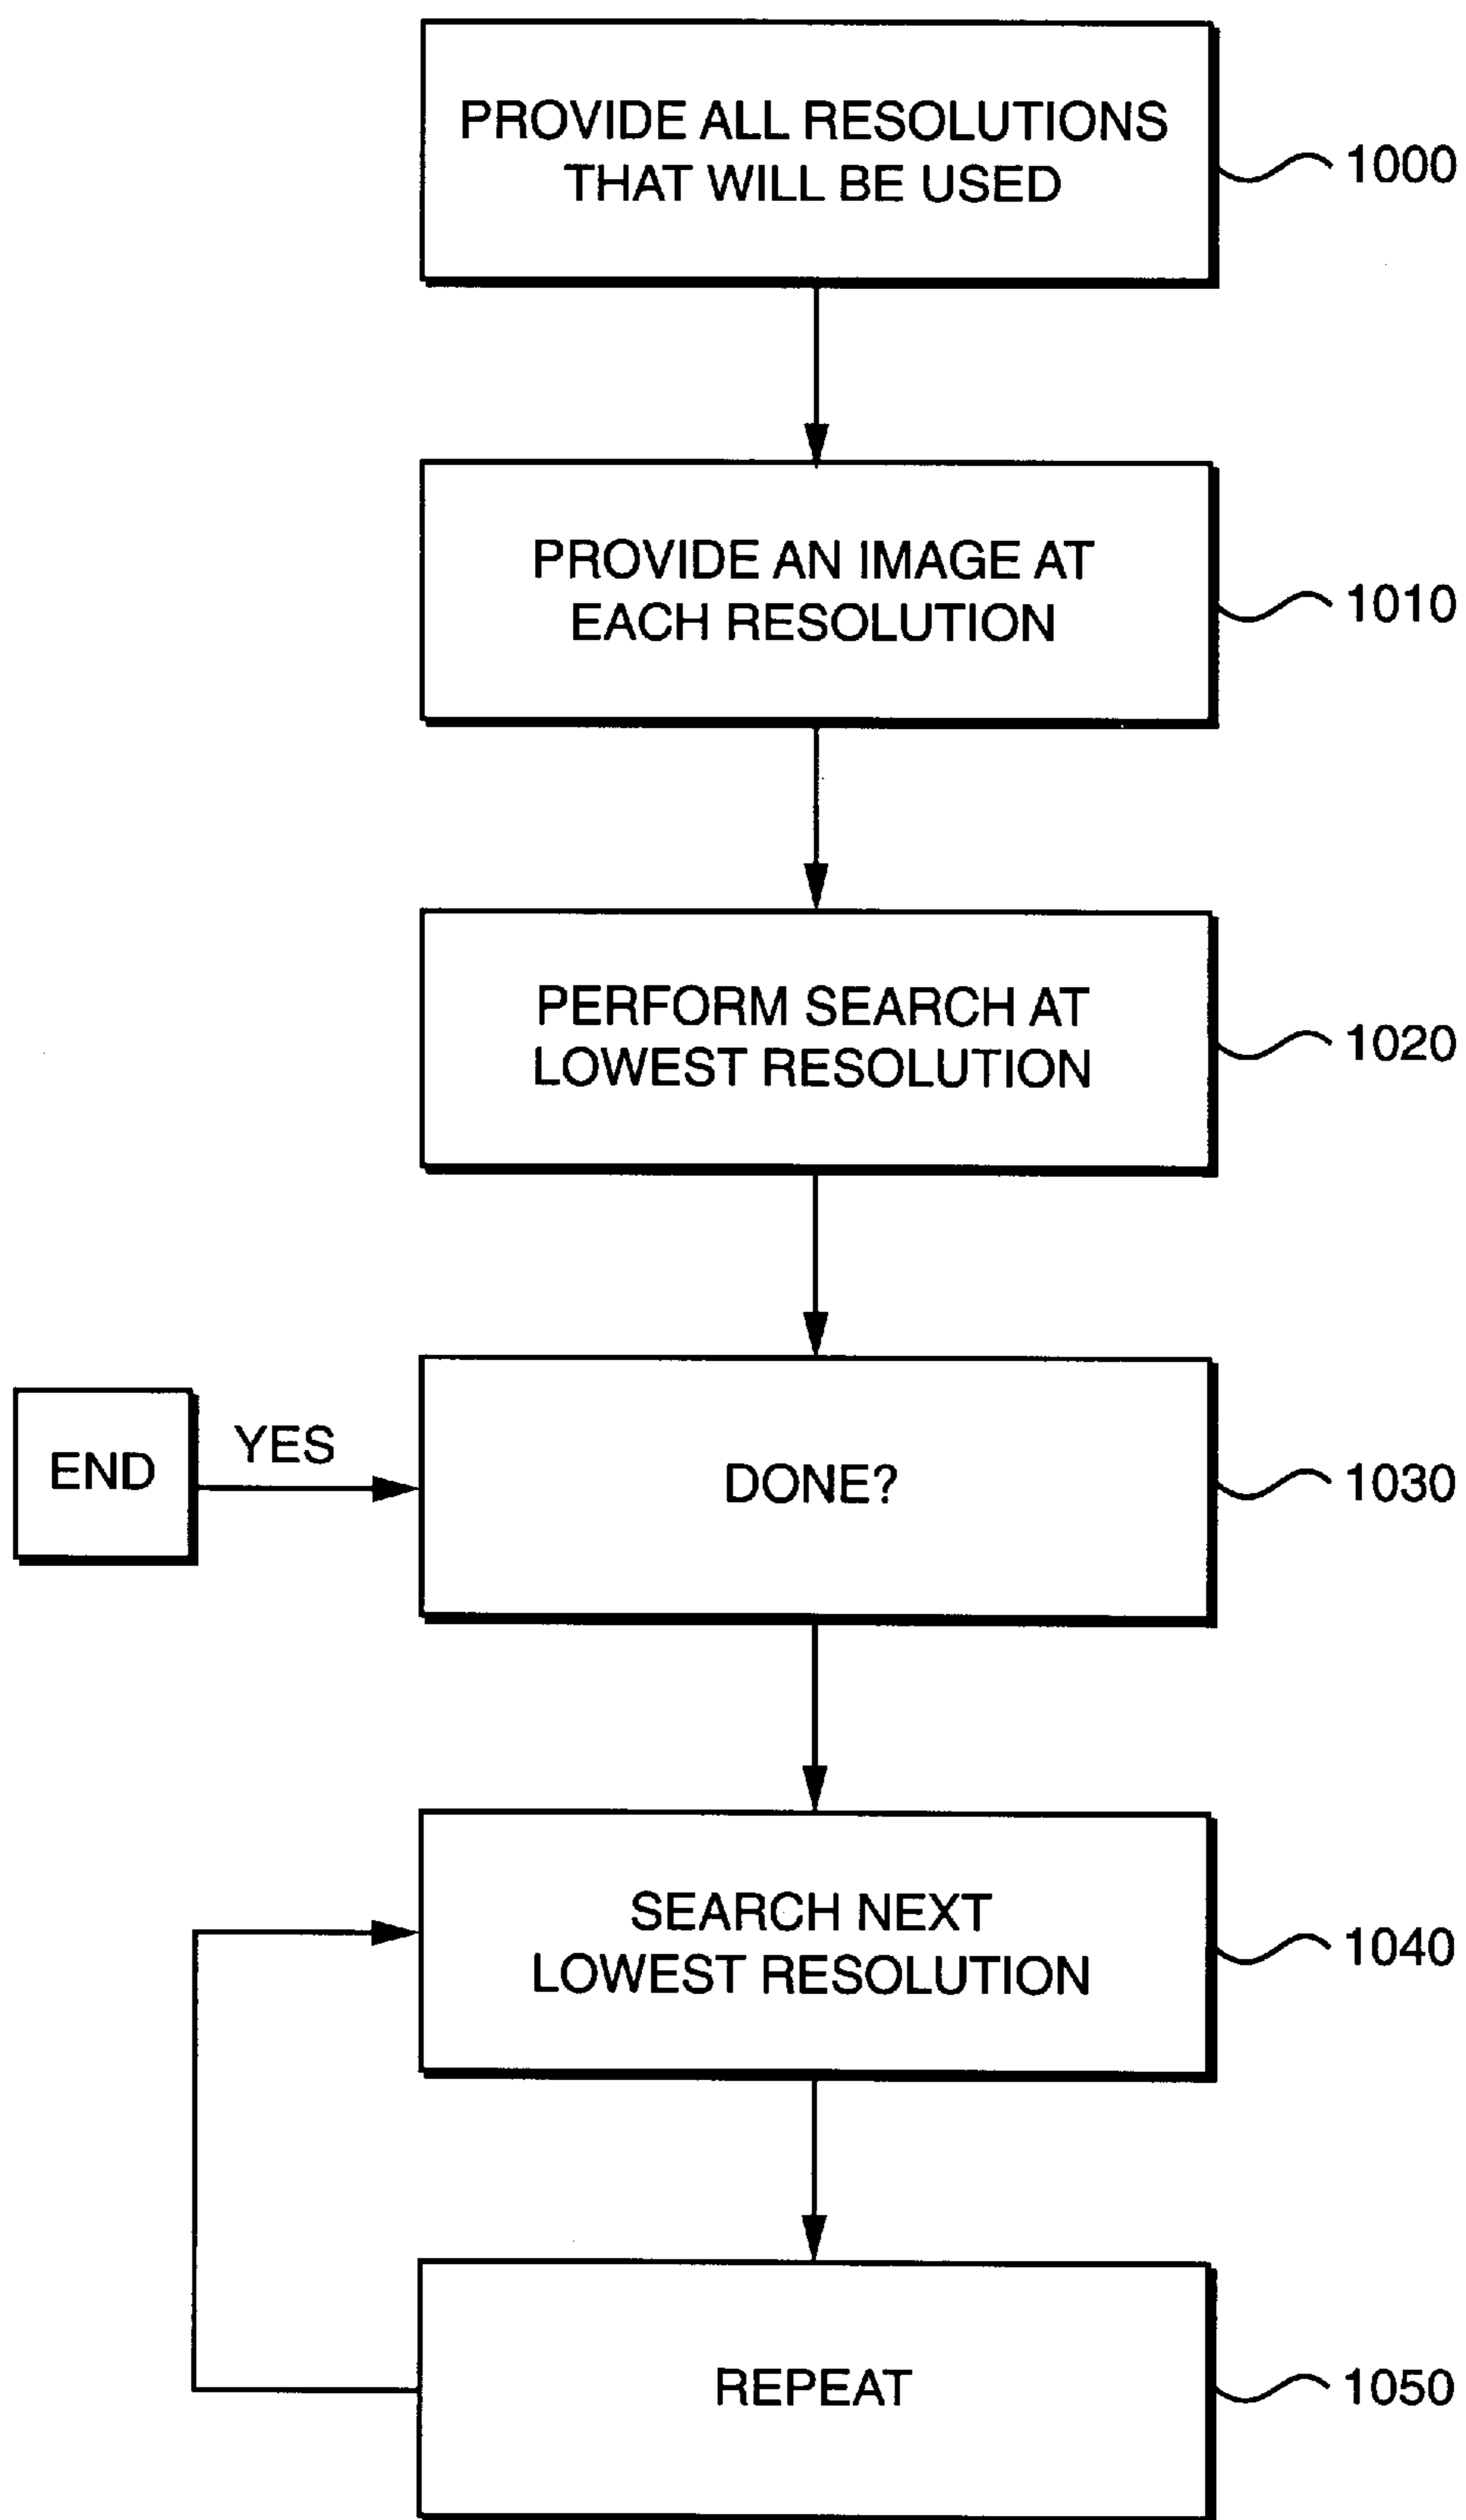 PROVIDE ALL RESOLUTIONS
THAT WILL BE USED
1000
PROVIDE AN IMAGE AT
EACH RESOLUTION
1010
PERFORM SEARCH AT
LOWEST RESOLUTION
1020
END
YES
DONE?
1030
SEARCH NEXT
LOWEST RESOLUTION
1040
REPEAT
1050